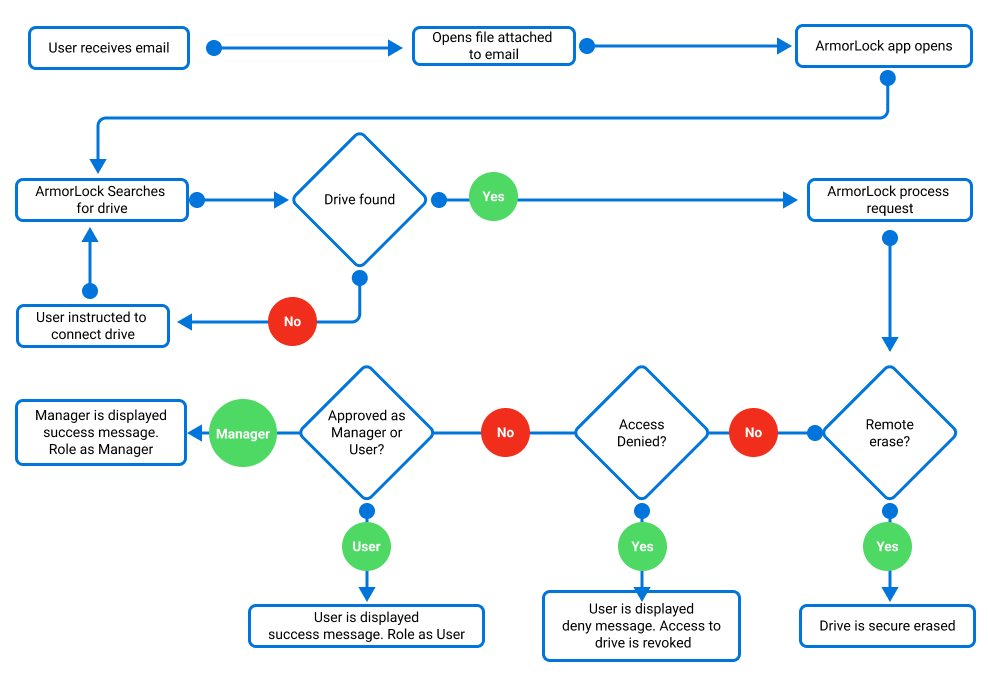 User receives email
Opens file attached
to email
ArmorLock app opens
ArmorLock Searches
for drive
Drive found
Yes
ArmorLock process
request
User instructed to
connect drive
No
Manager is displayed
success message.
Role as Manager
Manager
Approved as
Manager or
User?
No
Access
Denied?
No
Remote
erase?
User
Yes
Yes
User is displayed
success message. Role as User
User is displayed
deny message. Access to
drive is revoked
Drive is secure erased